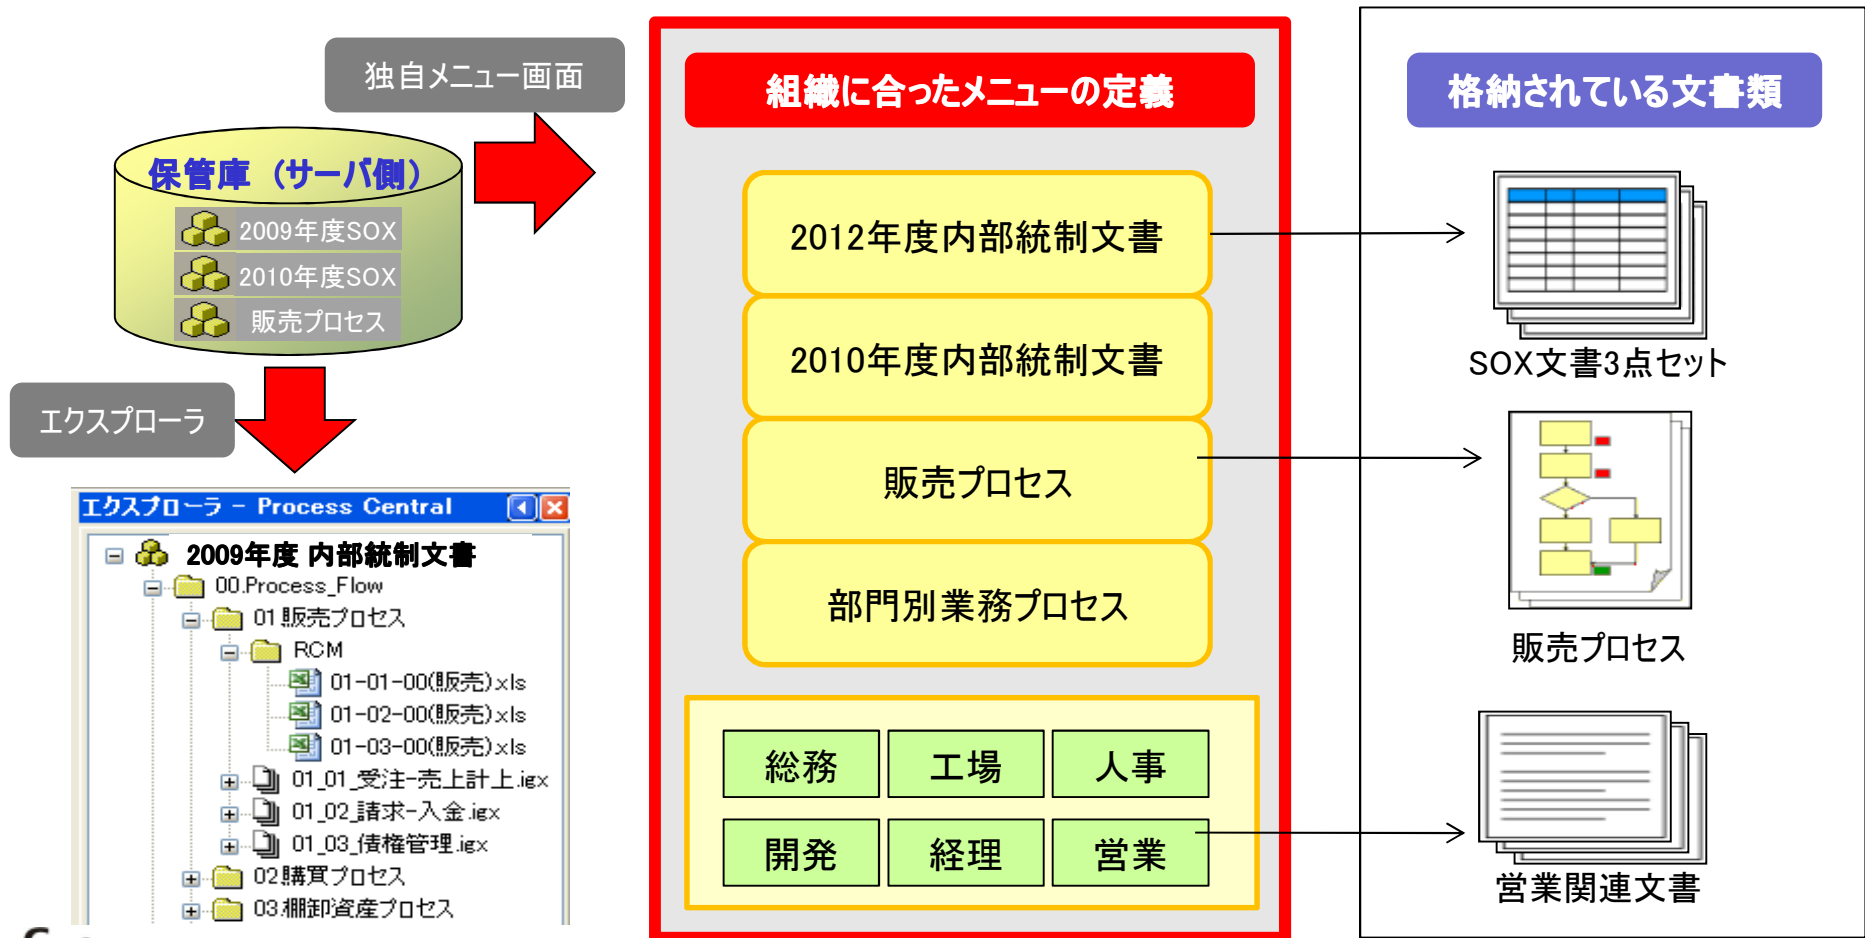 独自メニュー画面
保管庫 (サーバ側)
2009年度SOX
2010年度SOX
販売プロセス
エクスプローラ
エクスプローラ - Process Central
2009年度 内部統制文書
00.Process_Flow
01.販売プロセス
RCM
01-01-00(販売).xls
01-02-00(販売).xls
01-03-00(販売).xls
01_01_受注-売上計上.igx
01_02_請求-入金.igx
01_03_債権管理.igx
02.購買プロセス
03.棚卸資産プロセス
組織に合ったメニューの定義
2012年度内部統制文書
2010年度内部統制文書
販売プロセス
部門別業務プロセス
総務
工場
人事
開発
経理
営業
格納されている文書類
SOX文書3点セット
販売プロセス
営業関連文書